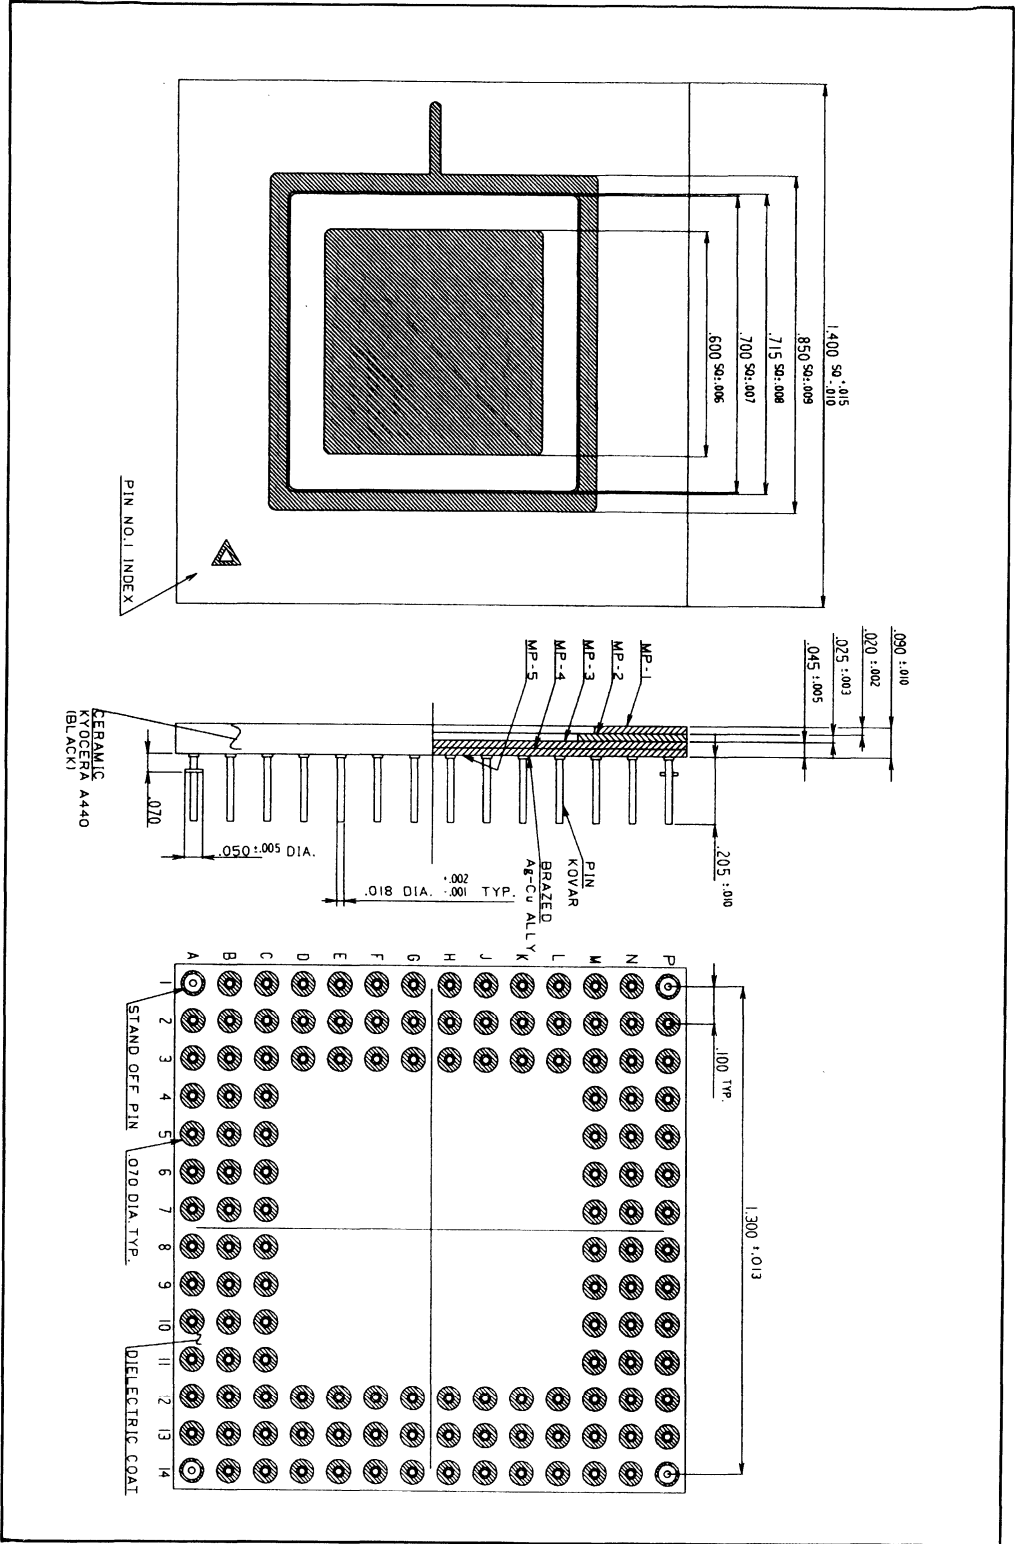 1.400 SQ +.015 -.010
.850 SQ±.009
.715 SQ±.008
.700 SQ±.007
.600 SQ±.006
PIN NO.1 INDEX
.090 ±.010
.020 ±.002
.025 ±.003
.045 ±.005
MP-1
MP-2
MP-3
MP-4
MP-5
CERAMIC
KYOCERA A440
(BLACK)
.070
.050 ±.005 DIA.
.018 DIA. +.002 -.001 TYP.
PIN
KOVAR
BRAZED
Ag-Cu ALLY
.205 ±.010
P
N
M
L
K
J
H
G
F
E
D
C
B
A
1 2 3 4 5 6 7 8 9 10 11 12 13 14
.100 TYP.
1.300 ±.013
STAND OFF PIN
.070 DIA. TYP.
DIELECTRIC COAT